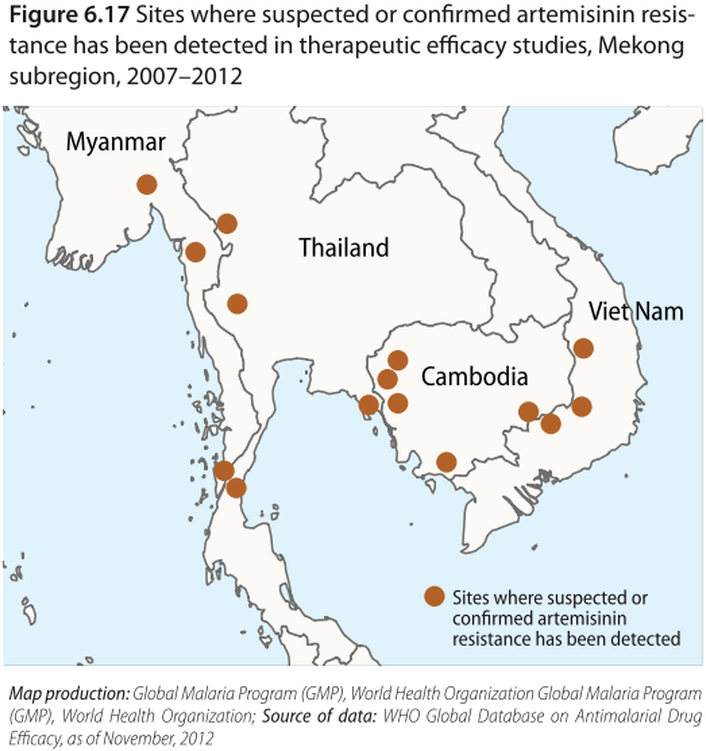 Figure 6.17 Sites where suspected or confirmed artemisinin resis-
tance has been detected in therapeutic efficacy studies, Mekong
subregion, 2007–2012
Myanmar
Thailand
Viet Nam
Cambodia
Sites where suspected or
confirmed artemisinin
resistance has been detected
Map production: Global Malaria Program (GMP), World Health Organization Global Malaria Program
(GMP), World Health Organization; Source of data: WHO Global Database on Antimalarial Drug
Efficacy, as of November, 2012